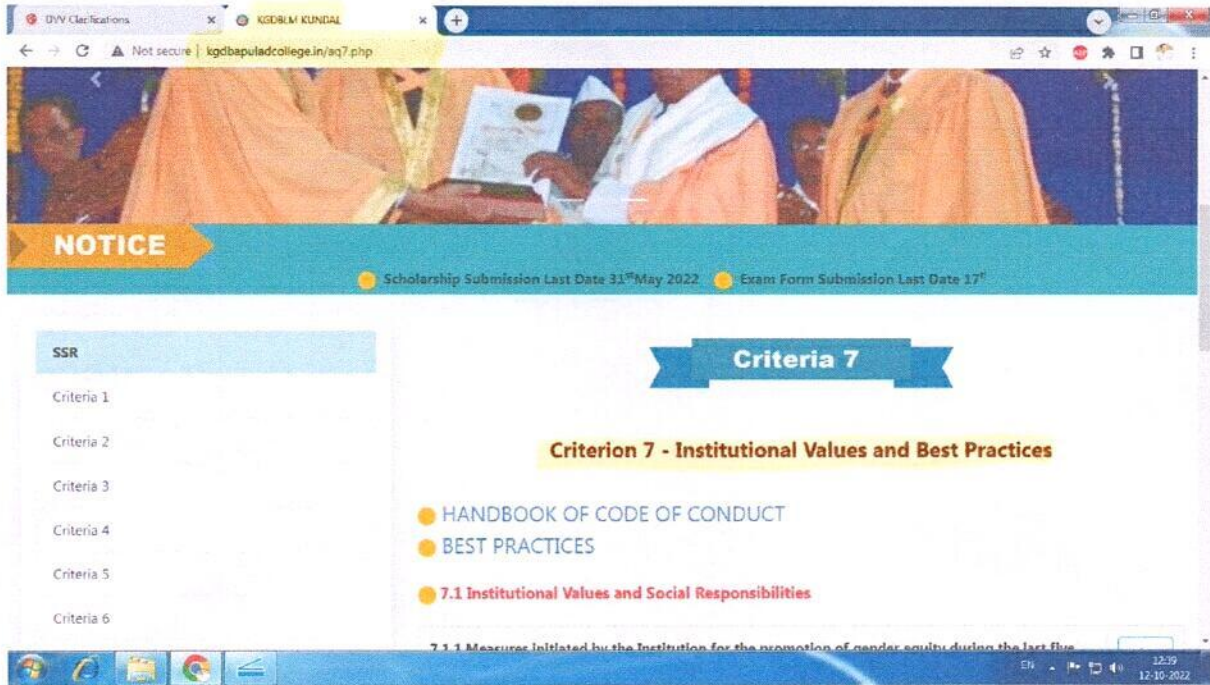 DVV Clarifications
KGDBLM KUNDAL
Not secure | kgdbapuladcollege.in/aq7.php
NOTICE
Scholarship Submission Last Date 31st May 2022 Exam Form Submission Last Date 17t
SSR
Criteria 1
Criteria 2
Criteria 3
Criteria 4
Criteria 5
Criteria 6
Criteria 7
Criterion 7 - Institutional Values and Best Practices
HANDBOOK OF CODE OF CONDUCT
BEST PRACTICES
7.1 Institutional Values and Social Responsibilities
7.1.1 Measures initiated by the Institution for the promotion of gender equity during the last five
EN
12:39
12-10-2022